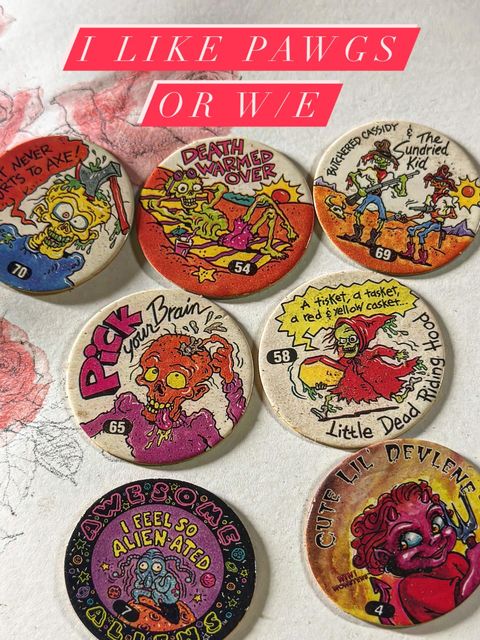 I LIKE PAWGS
OR W/E
NEVER
TO AXE!
70
DEATH
WARMED
OVER
54
BUTCHERED CASSIDY & The
Sundried
Kid
69
PICK
your Brain
65
A tisket, a tasket,
a red & yellow casket...
58
Little Dead Riding Hood
AWESOME
I FEEL SO
ALIEN-ATED
ALIENS
CUTE LIL' DEVLENE
4